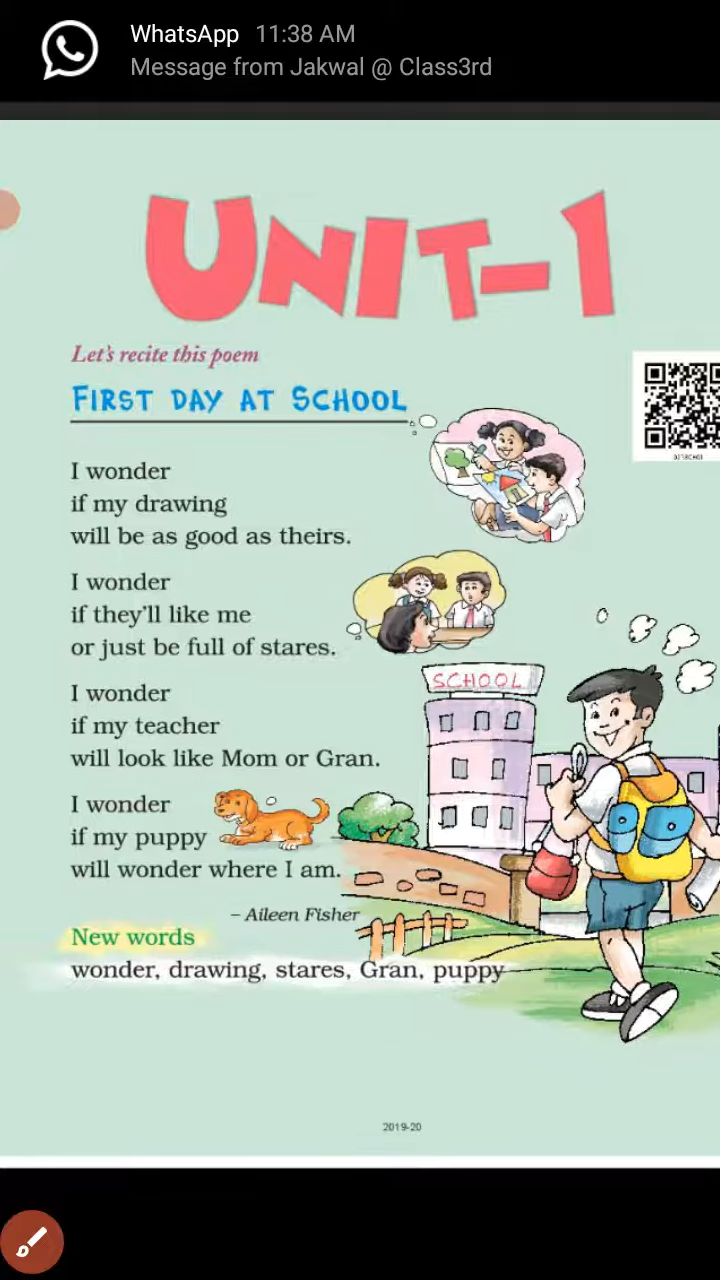 WhatsApp 11:38 AM
Message from Jakwal @ Class3rd
UNIT-1
Let's recite this poem
FIRST DAY AT SCHOOL
I wonder
if my drawing
will be as good as theirs.
I wonder
if they'll like me
or just be full of stares.
SCHOOL
I wonder
if my teacher
will look like Mom or Gran.
I wonder
if my puppy
will wonder where I am.
– Aileen Fisher
New words
wonder, drawing, stares, Gran, puppy
2019-20